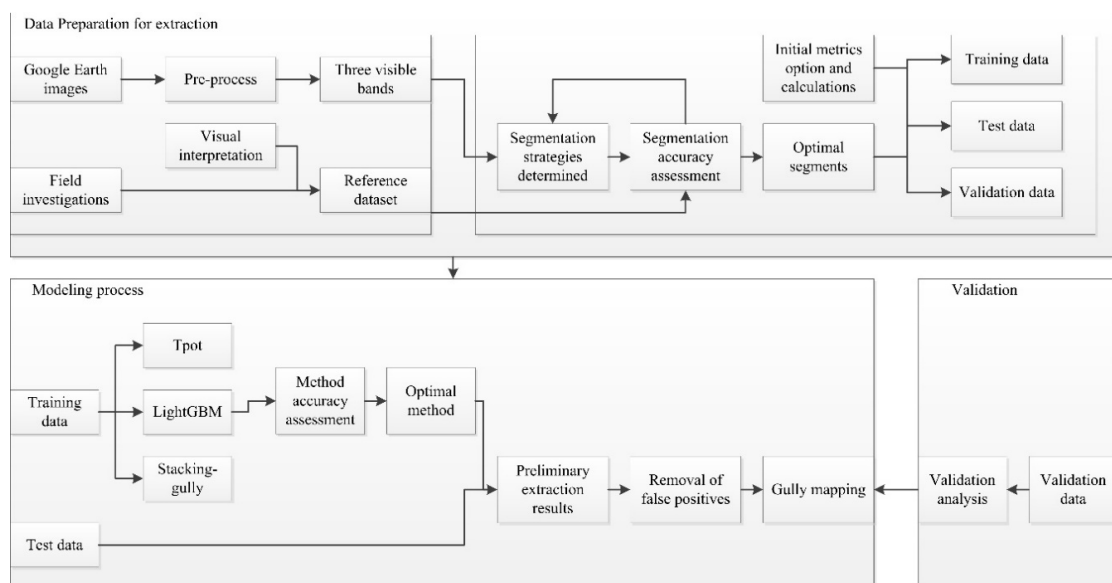 Data Preparation for extraction
Google Earth
images
Pre-process
Three visible
bands
Visual
interpretation
Field
investigations
Reference
dataset
Segmentation
strategies
determined
Segmentation
accuracy
assessment
Initial metrics
option and
calculations
Optimal
segments
Training data
Test data
Validation data
Modeling process
Training
data
Tpot
LightGBM
Stacking-
gully
Method
accuracy
assessment
Optimal
method
Test data
Preliminary
extraction
results
Removal of
false positives
Gully mapping
Validation
Validation
analysis
Validation
data